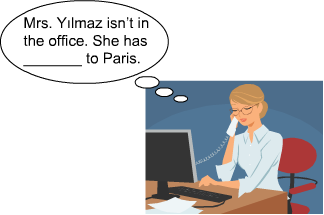 Mrs. Yılmaz isn't in
the office. She has
_______ to Paris.